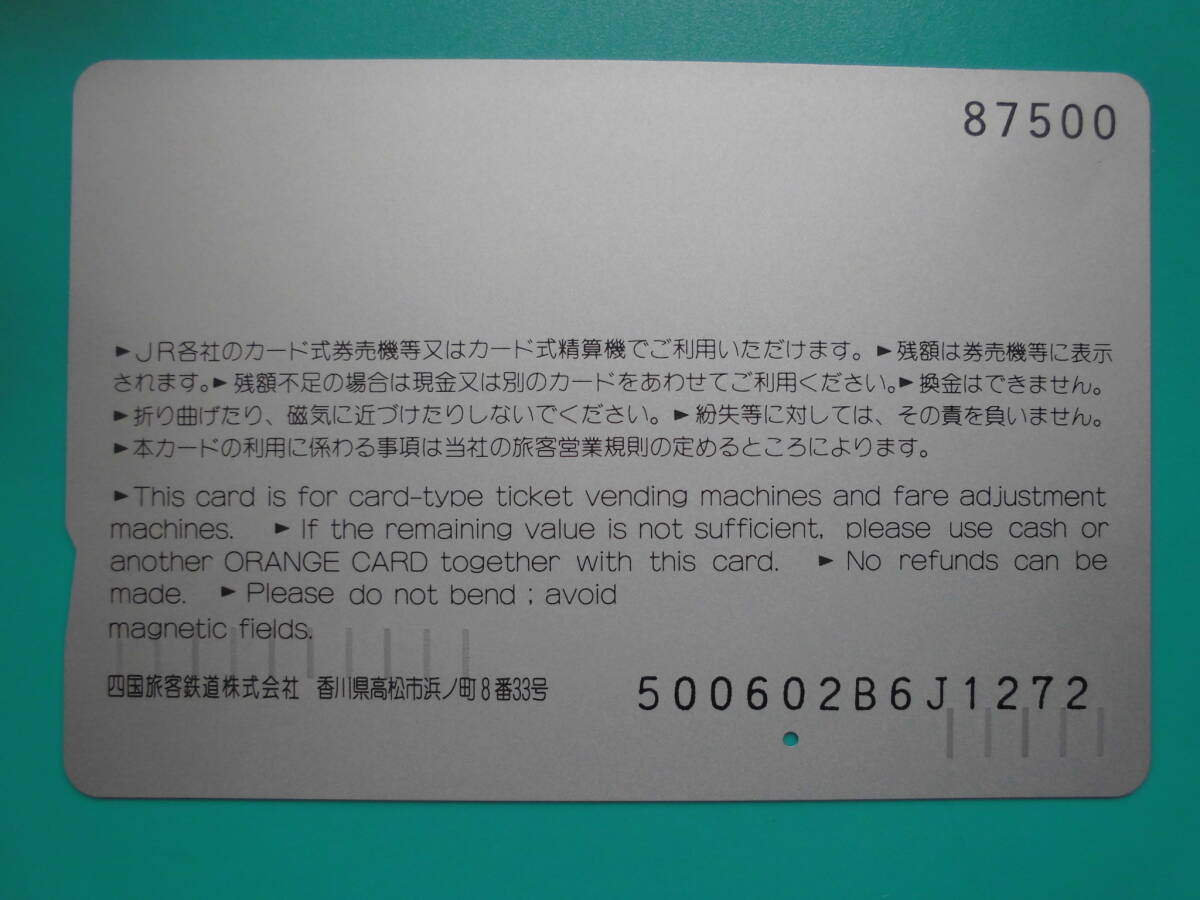 87500
►JR各社のカード式券売機等又はカード式精算機でご利用いただけます。►残額は券売機等に表示
されます。►残額不足の場合は現金又は別のカードをあわせてご利用ください。►換金はできません。
►折り曲げたり、磁気に近づけたりしないでください。►紛失等に対しては、その責を負いません。
►本カードの利用に係わる事項は当社の旅客営業規則の定めるところによります。
►This card is for card-type ticket vending machines and fare adjustment
machines. ►If the remaining value is not sufficient, please use cash or
another ORANGE CARD together with this card. ►No refunds can be
made. ►Please do not bend ; avoid
magnetic fields.
四国旅客鉄道株式会社 香川県高松市浜ノ町8番33号
500602B6J1272